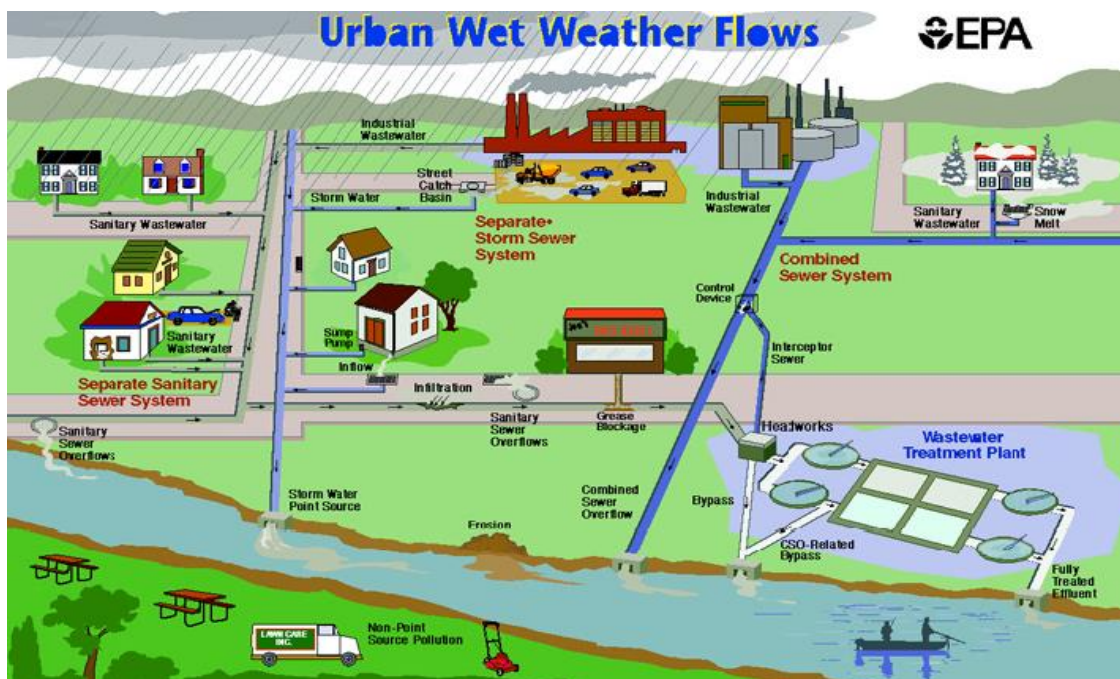 Urban Wet Weather Flows
EPA
Industrial
Wastewater
Street
Catch
Basin
Storm Water
Industrial
Wastewater
Sanitary
Wastewater
Snow
Melt
Sanitary Wastewater
Separate•
Storm Sewer
System
Combined
Sewer System
Control
Device
Sump
Pump
Sanitary
Wastewater
Interceptor
Sewer
Inflow
Infiltration
Separate Sanitary
Sewer System
Sanitary
Sewer
Overflows
Sanitary
Sewer
Overflows
Grease
Blockage
Headworks
Wastewater
Treatment Plant
Storm Water
Point Source
Combined
Sewer
Overflow
Bypass
Erosion
CSO-Related
Bypass
Fully
Treated
Effluent
LAWN CARE
INC.
Non-Point
Source Pollution